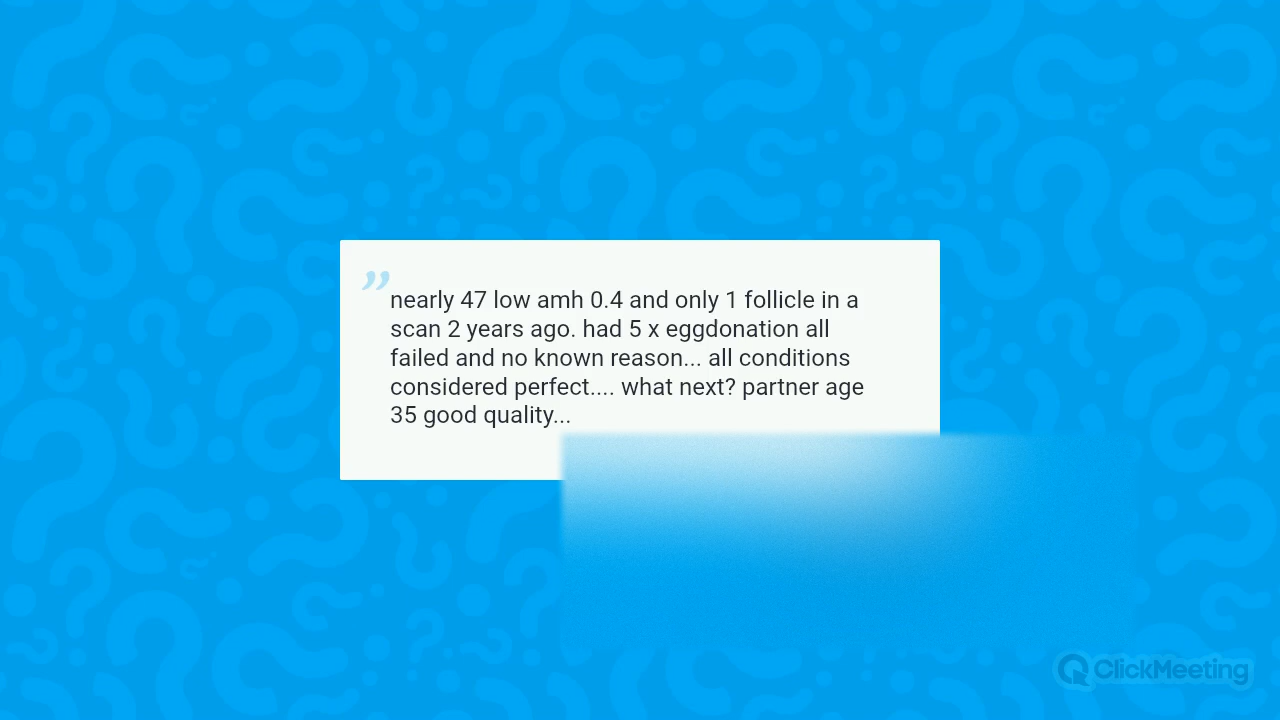 nearly 47 low amh 0.4 and only 1 follicle in a
scan 2 years ago. had 5 x eggdonation all
failed and no known reason... all conditions
considered perfect.... what next? partner age
35 good quality...
ClickMeeting